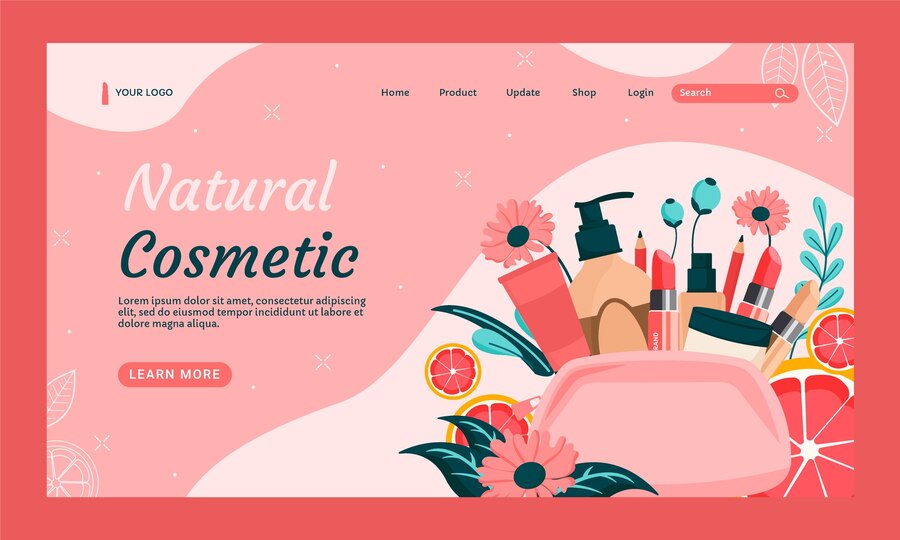 YOUR LOGO
Home Product Update Shop Login Search
Natural
Cosmetic
Lorem ipsum dolor sit amet, consectetur adipiscing
elit, sed do eiusmod tempor incididunt ut labore et
dolore magna aliqua.
LEARN MORE
BRAND